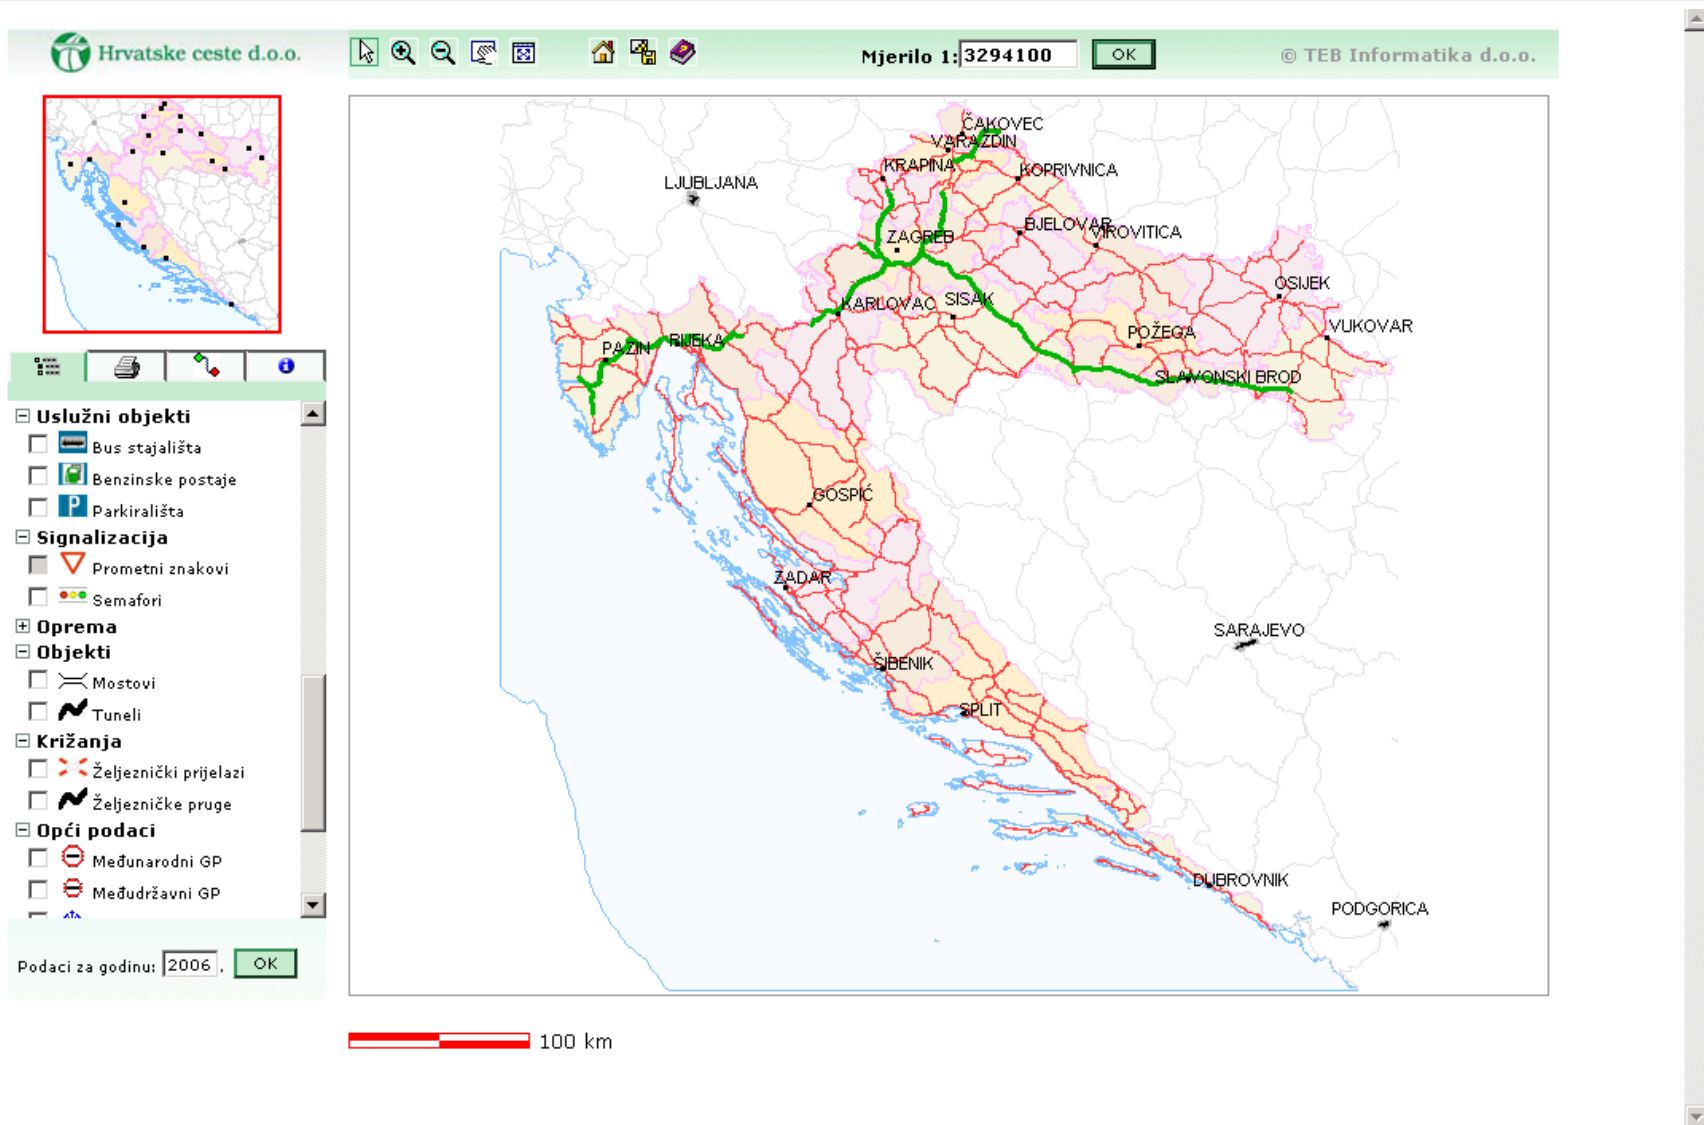 Hrvatske ceste d.o.o.
Mjerilo 1: 3294100 OK
© TEB Informatika d.o.o.
Uslužni objekti
Bus stajališta
Benzinske postaje
P Parkirališta
Signalizacija
Prometni znakovi
Semafori
Oprema
Objekti
Mostovi
Tuneli
Križanja
Željeznički prijelazi
Željezničke pruge
Opći podaci
Međunarodni GP
Međudržavni GP
Podaci za godinu: 2006 . OK
ČAKOVEC
VARAZDIN
KRAPINA
KOPRIVNICA
LJUBLJANA
BJELOVAR
VIROVITICA
ZAGREB
OSIJEK
KARLOVAC
SISAK
VUKOVAR
POŽEGA
RIJEKA
PAZIN
SLAVONSKI BROD
GOSPIĆ
ZADAR
SARAJEVO
ŠIBENIK
SPLIT
DUBROVNIK
PODGORICA
100 km